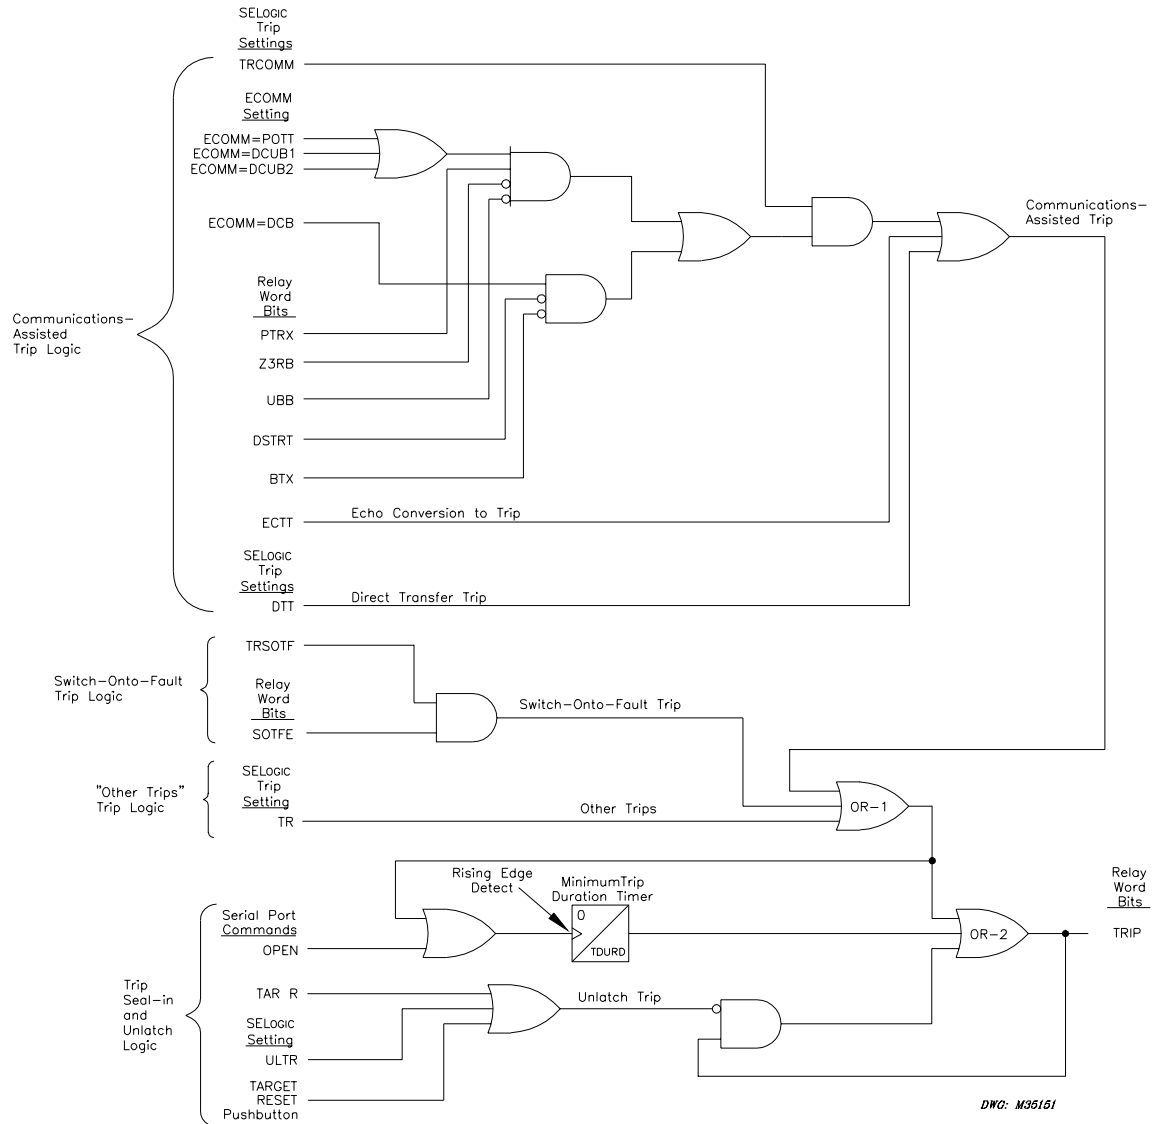 SELOGIC
Trip
Settings
TRCOMM
ECOMM
Setting
ECOMM=POTT
ECOMM=DCUB1
ECOMM=DCUB2
ECOMM=DCB
Communications-
Assisted Trip
Relay
Word
Bits
Communications-
Assisted
Trip Logic
PTRX
Z3RB
UBB
DSTRT
BTX
ECTT
Echo Conversion to Trip
SELOGIC
Trip
Settings
DTT
Direct Transfer Trip
TRSOTF
Switch-Onto-Fault
Trip Logic
Relay
Word
Bits
SOTFE
Switch-Onto-Fault Trip
"Other Trips"
Trip Logic
SELOGIC
Trip
Setting
TR
Other Trips
OR-1
Rising Edge
Detect
MinimumTrip
Duration Timer
0
TDURD
Relay
Word
Bits
OR-2
TRIP
Serial Port
Commands
OPEN
Trip
Seal-in
and
Unlatch
Logic
TAR R
Unlatch Trip
SELOGIC
Setting
ULTR
TARGET
RESET
Pushbutton
DWG: M35151